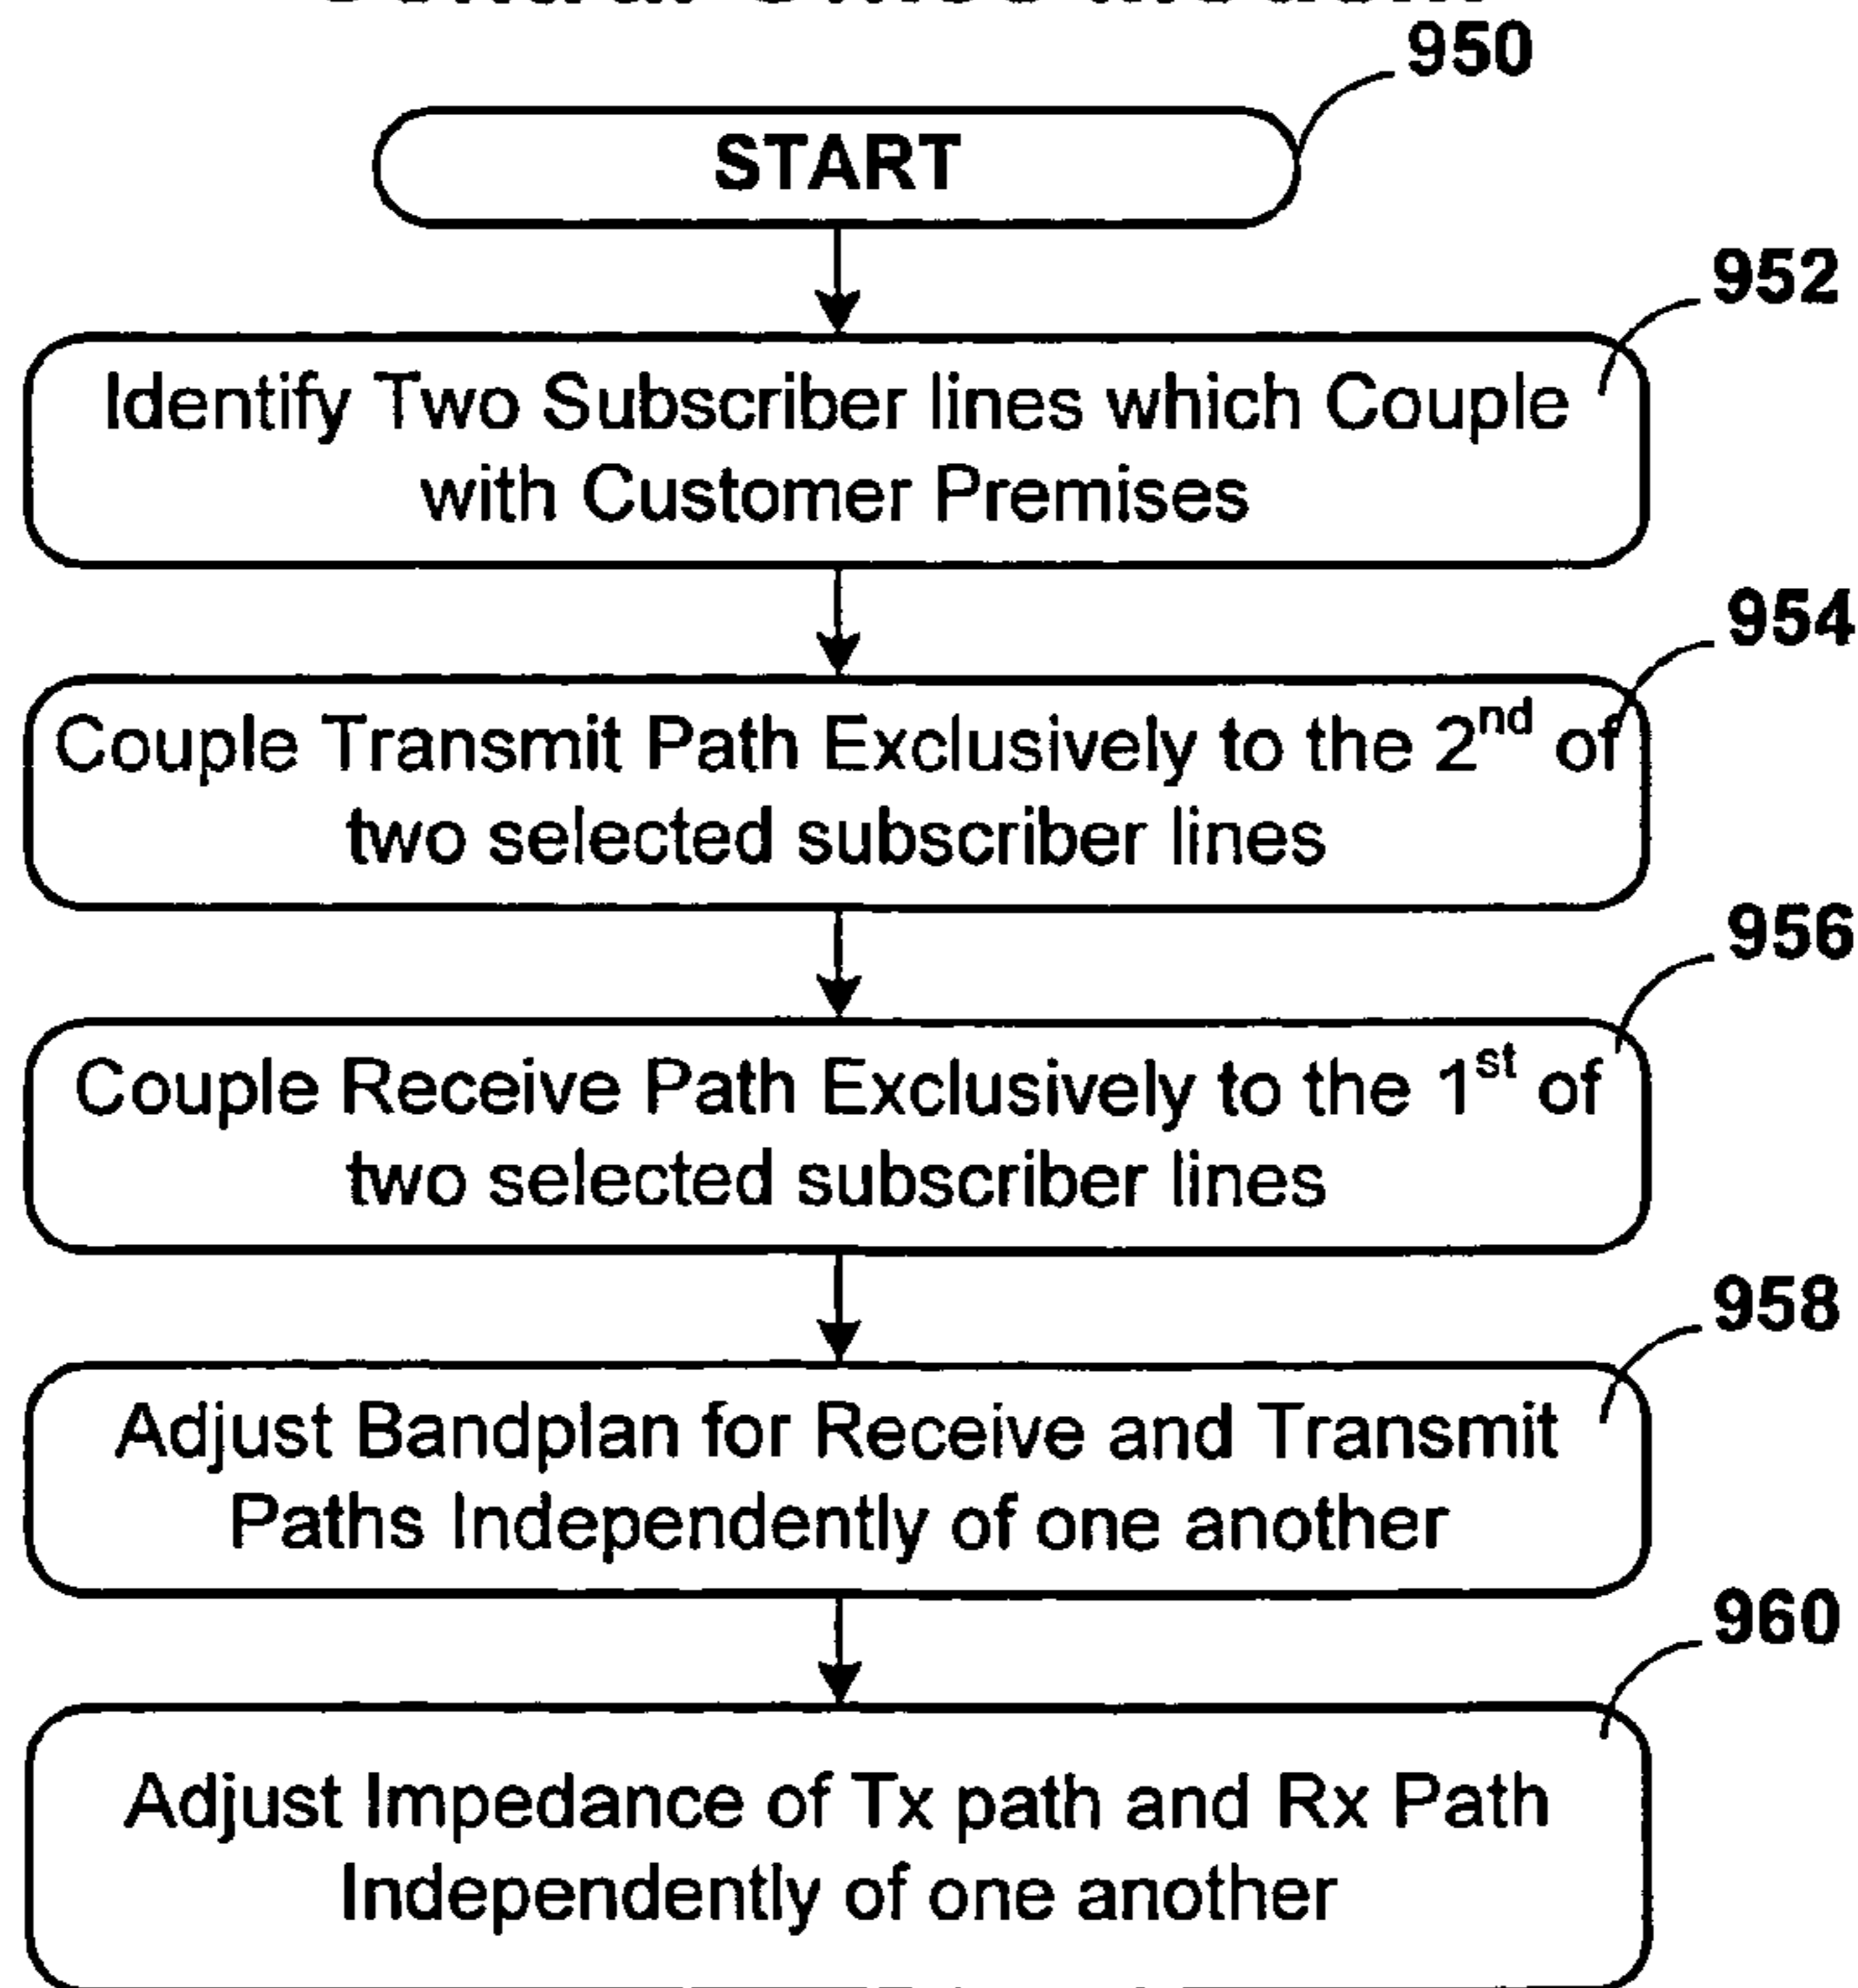 950
START
952
Identify Two Subscriber lines which Couple
with Customer Premises
954
Couple Transmit Path Exclusively to the 2nd of
two selected subscriber lines
956
Couple Receive Path Exclusively to the 1st of
two selected subscriber lines
958
Adjust Bandplan for Receive and Transmit
Paths Independently of one another
960
Adjust Impedance of Tx path and Rx Path
Independently of one another